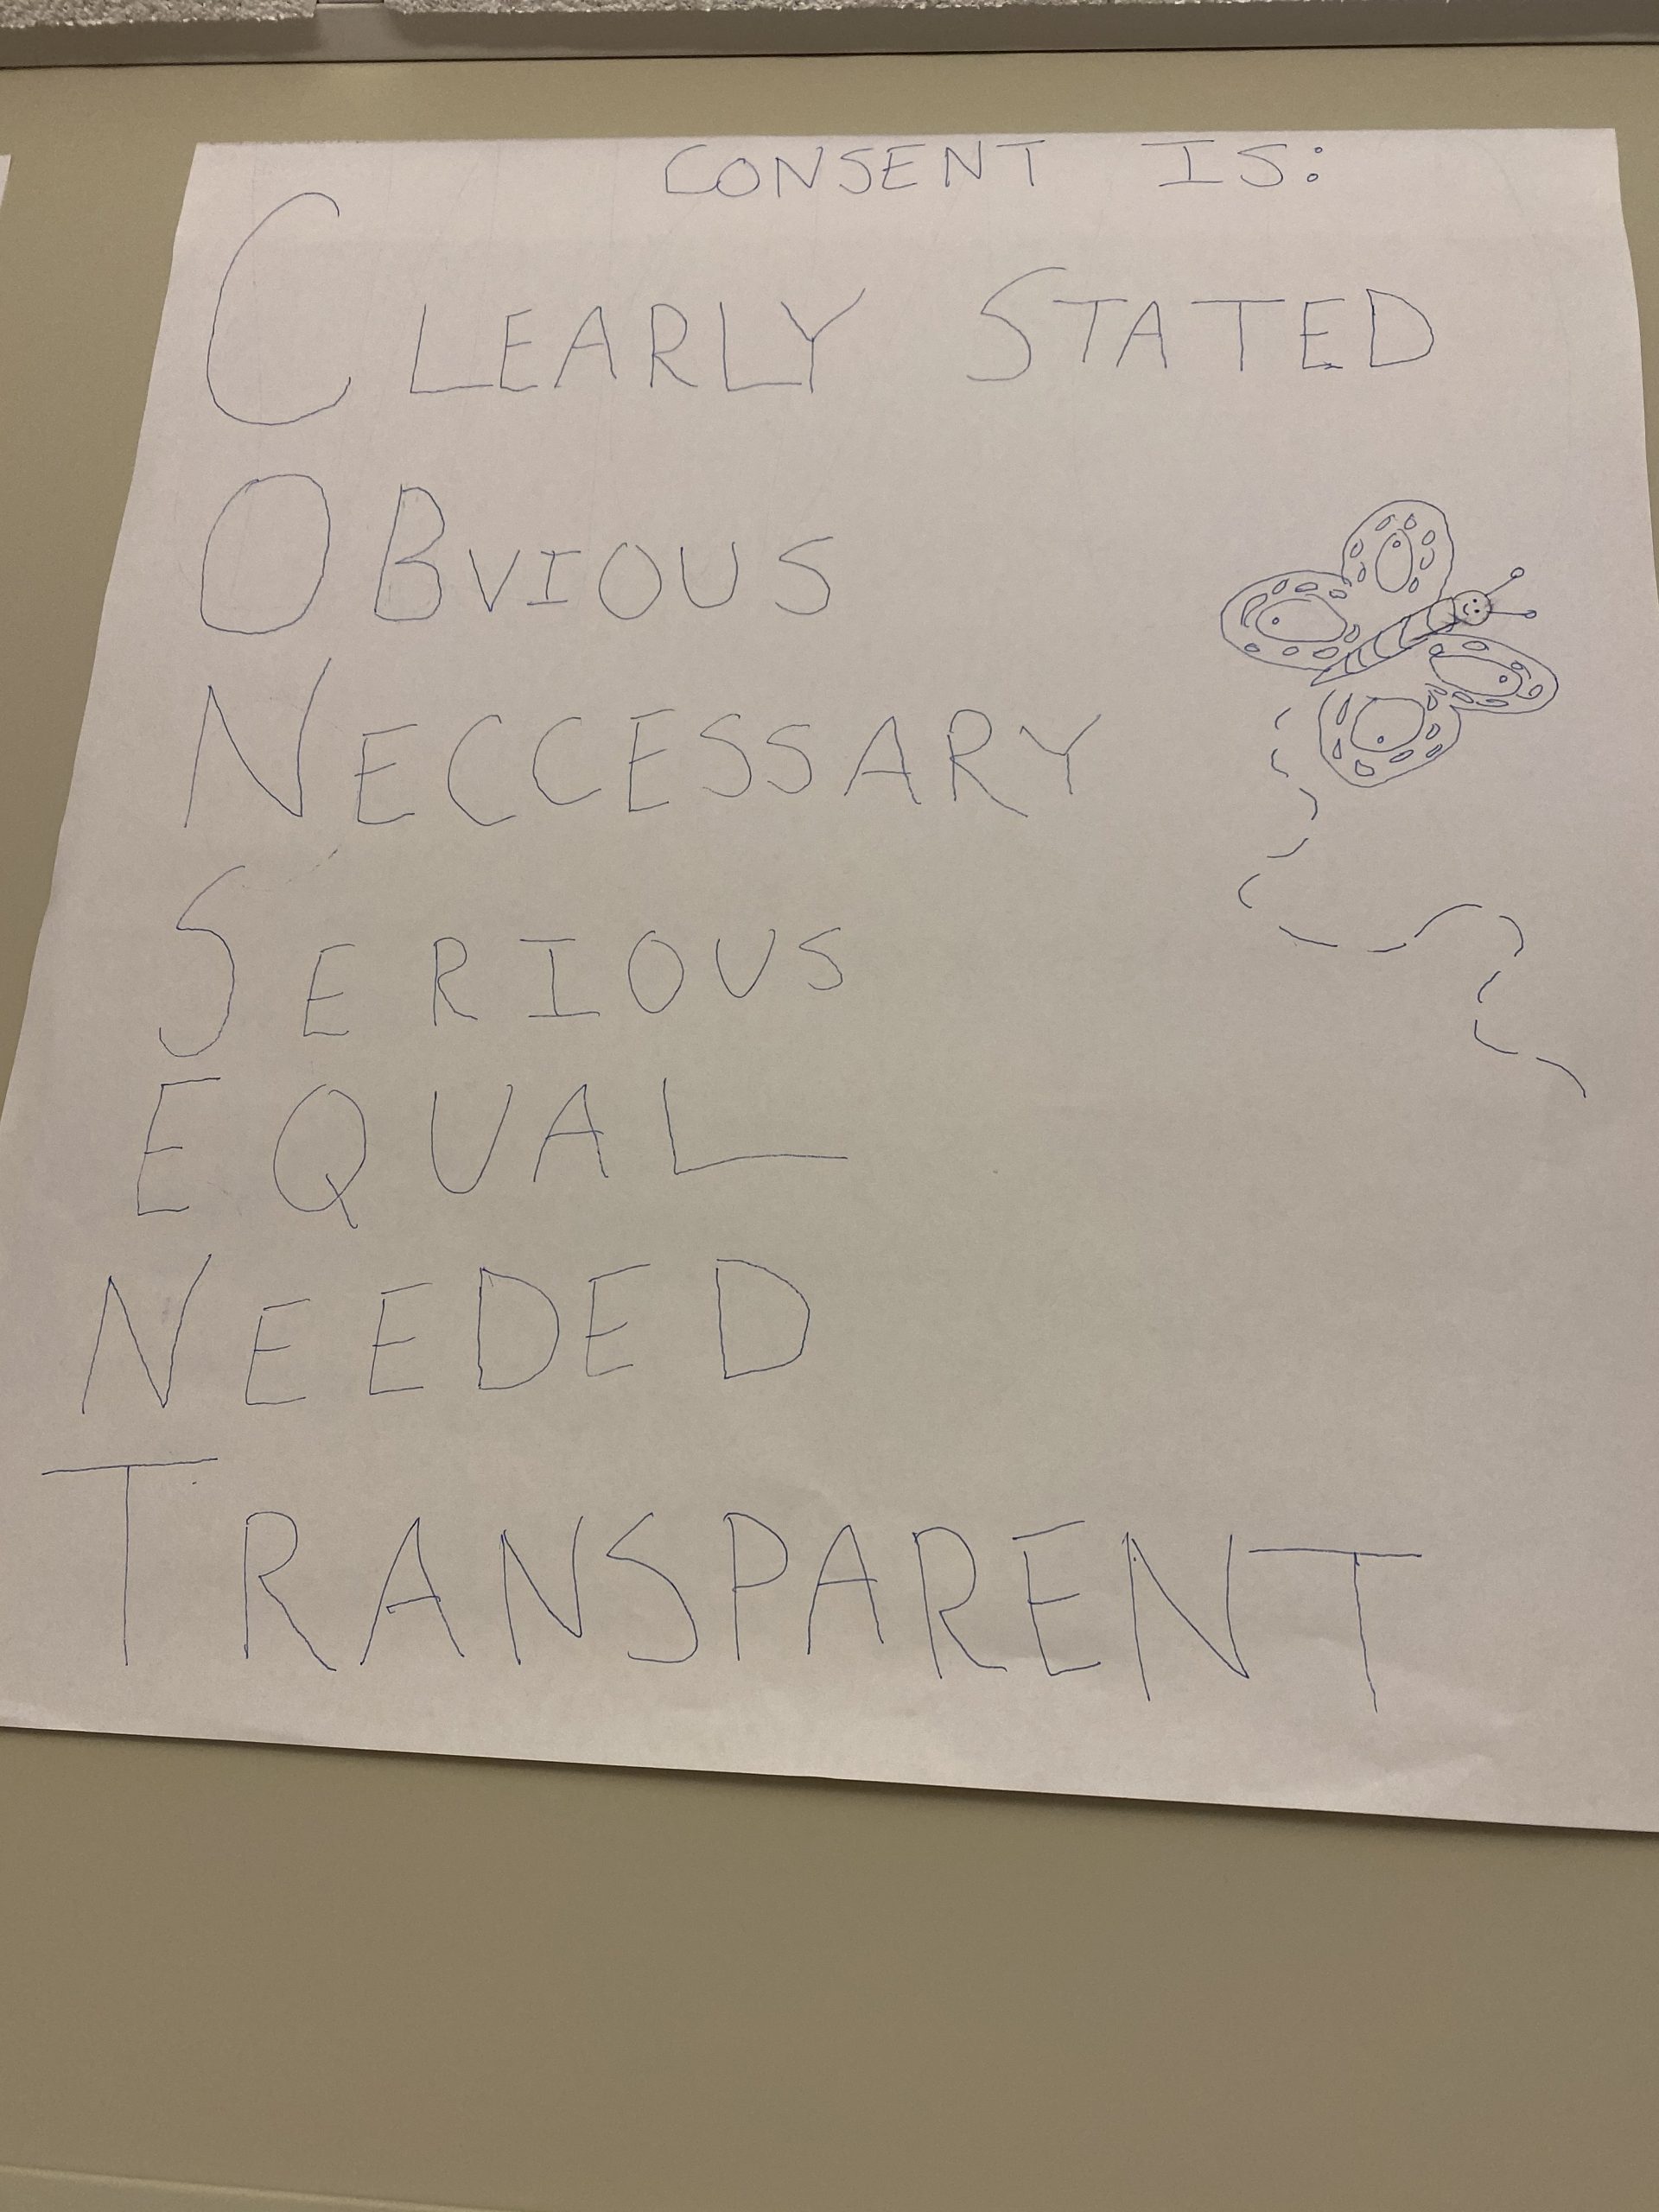 CONSENT IS:
CLEARLY STATED
OBVIOUS
NECCESSARY
SERIOUS
EQUAL
NEEDED
TRANSPARENT